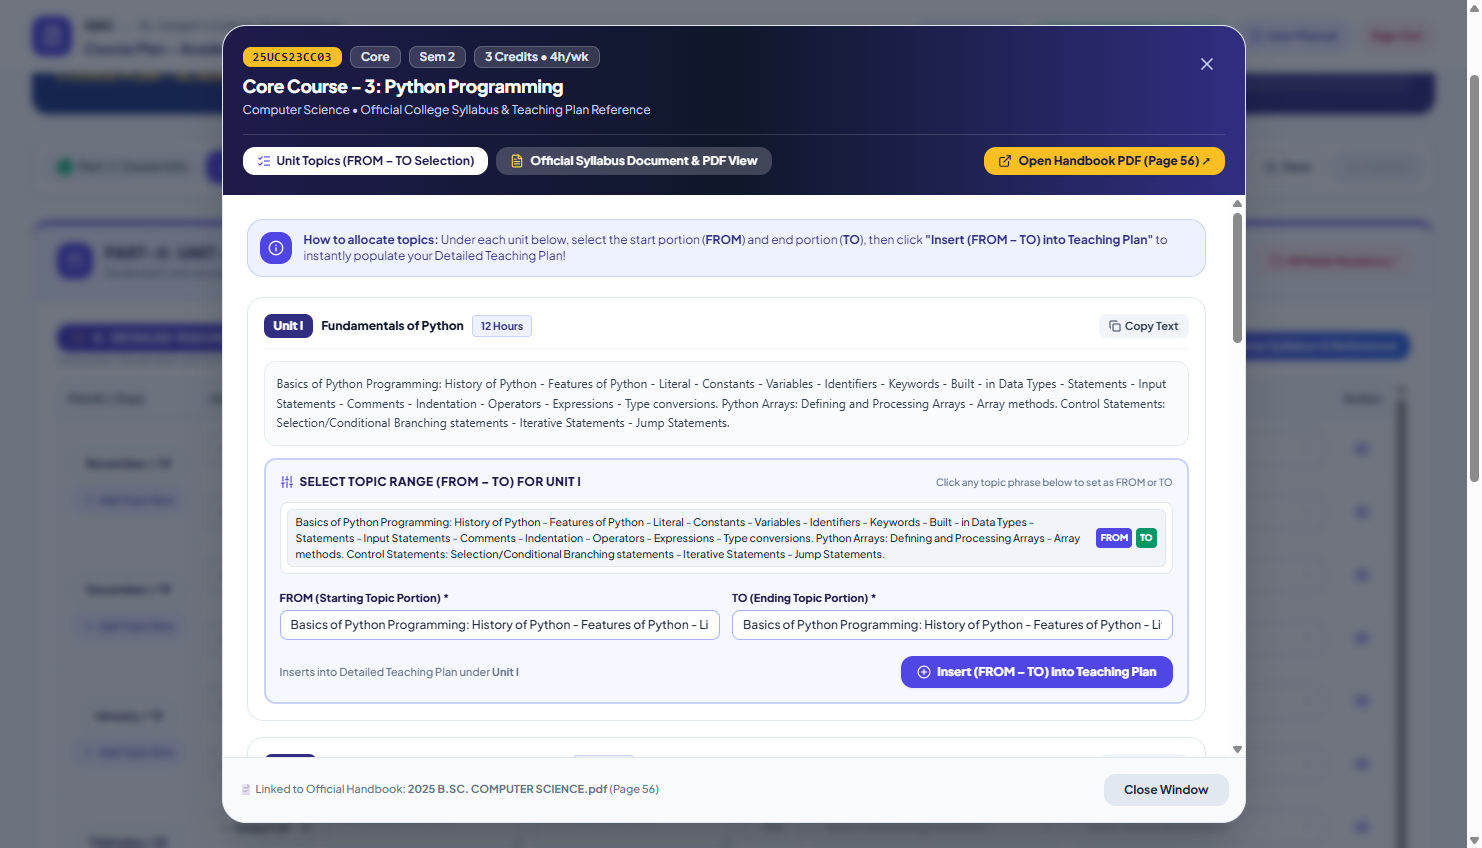 25UCS23CC03 Core Sem 2 3 Credits • 4h/wk
Core Course – 3: Python Programming
Computer Science • Official College Syllabus & Teaching Plan Reference
Unit Topics (FROM – TO Selection) Official Syllabus Document & PDF View Open Handbook PDF (Page 56) ↗
How to allocate topics: Under each unit below, select the start portion (FROM) and end portion (TO), then click "Insert (FROM – TO) into Teaching Plan" to
instantly populate your Detailed Teaching Plan!
Unit I Fundamentals of Python 12 Hours Copy Text
Basics of Python Programming: History of Python - Features of Python - Literal - Constants - Variables - Identifiers - Keywords - Built - in Data Types - Statements - Input
Statements - Comments - Indentation - Operators - Expressions - Type conversions. Python Arrays: Defining and Processing Arrays - Array methods. Control Statements:
Selection/Conditional Branching statements - Iterative Statements - Jump Statements.
SELECT TOPIC RANGE (FROM – TO) FOR UNIT I Click any topic phrase below to set as FROM or TO
Basics of Python Programming: History of Python - Features of Python - Literal - Constants - Variables - Identifiers - Keywords - Built - in Data Types -
Statements - Input Statements - Comments - Indentation - Operators - Expressions - Type conversions. Python Arrays: Defining and Processing Arrays - Array
methods. Control Statements: Selection/Conditional Branching statements - Iterative Statements - Jump Statements.
FROM TO
FROM (Starting Topic Portion) * TO (Ending Topic Portion) *
Basics of Python Programming: History of Python - Features of Python - Li Basics of Python Programming: History of Python - Features of Python - Li
Inserts into Detailed Teaching Plan under Unit I Insert (FROM – TO) Into Teaching Plan
Linked to Official Handbook: 2025 B.SC. COMPUTER SCIENCE.pdf (Page 56) Close Window